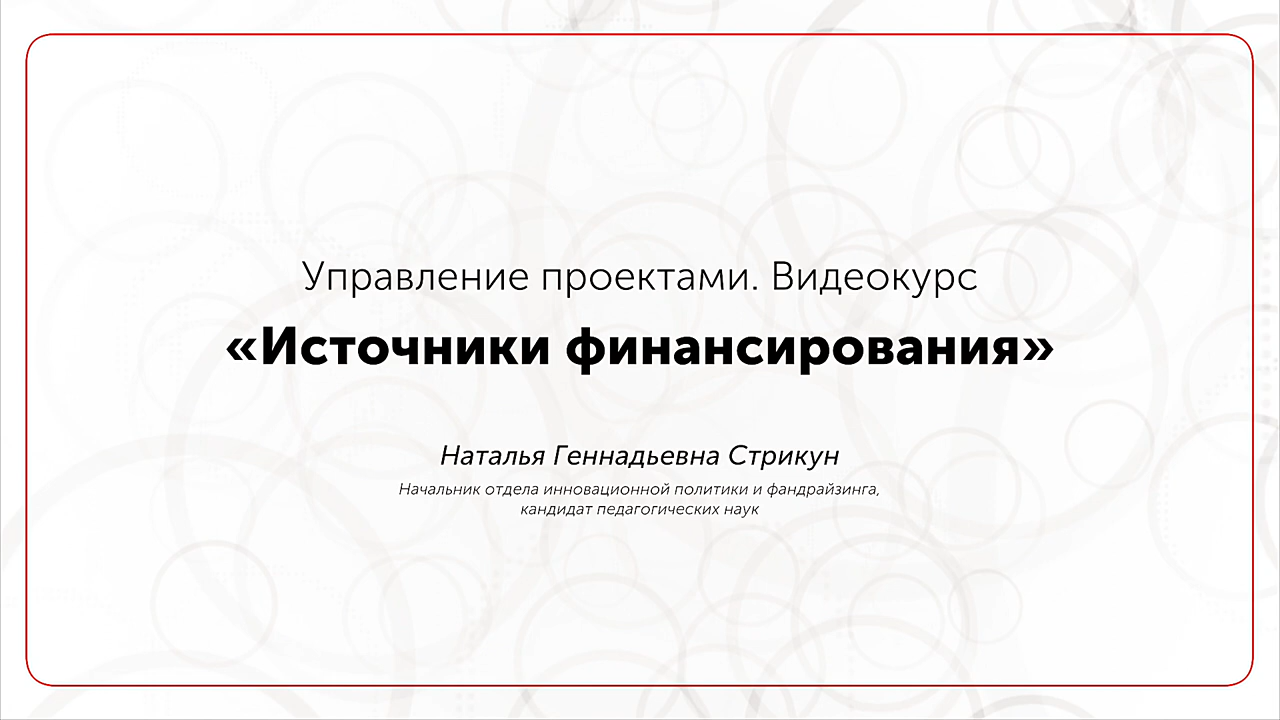 Управление проектами. Видеокурс
«Источники финансирования»
Наталья Геннадьевна Стрикун
Начальник отдела инновационной политики и фандрайзинга,
кандидат педагогических наук